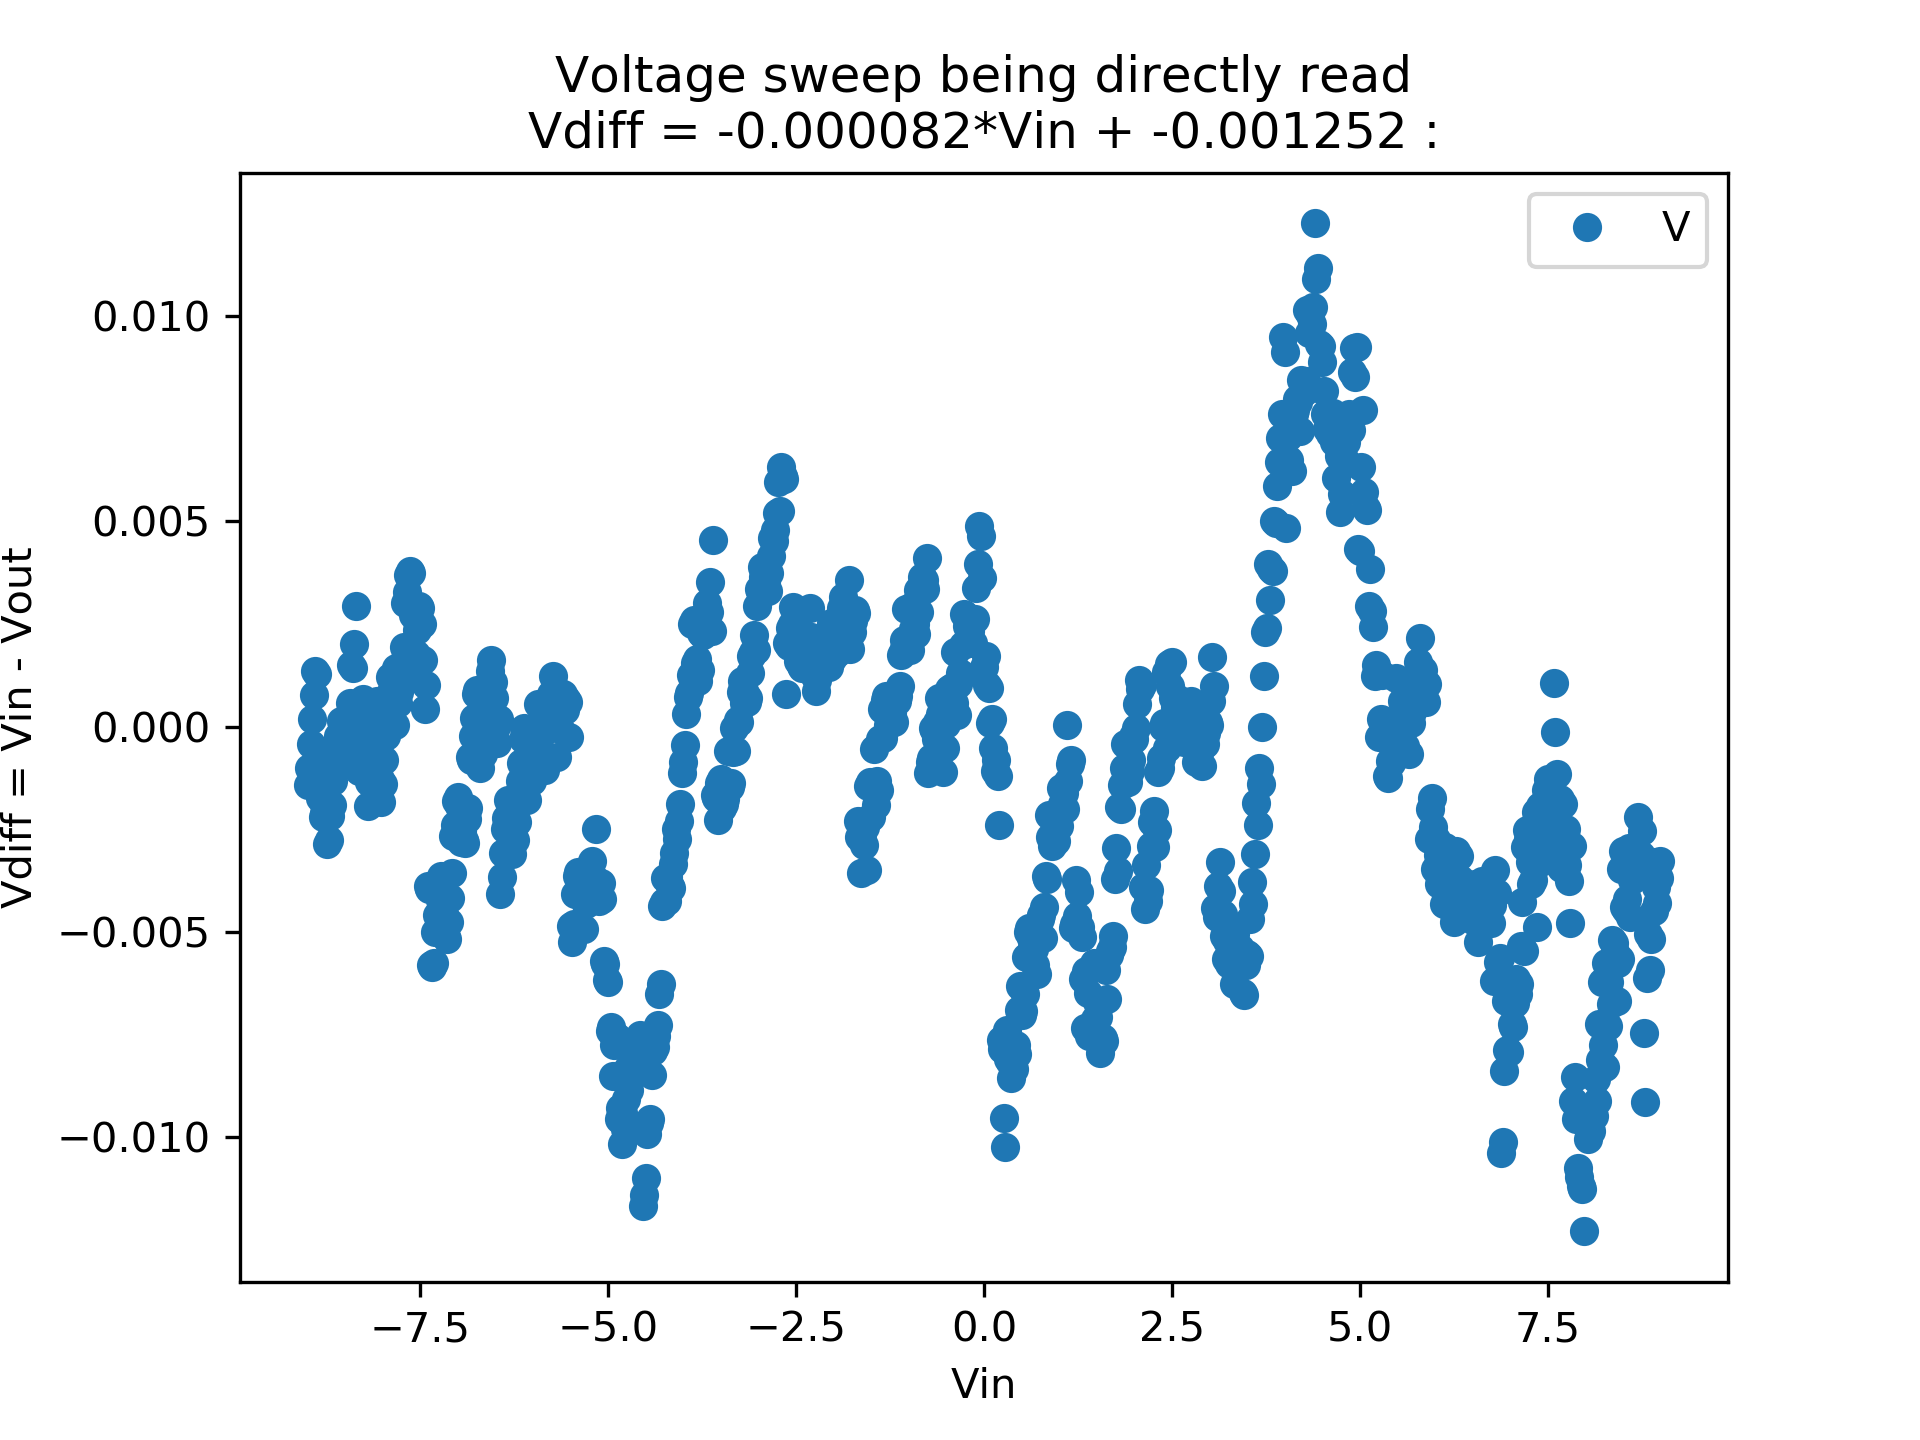 Voltage sweep being directly read
Vdiff = -0.000082*Vin + -0.001252 :
V
0.010
0.005
0.000
−0.005
−0.010
Vdiff = Vin - Vout
−7.5
−5.0
−2.5
0.0
2.5
5.0
7.5
Vin